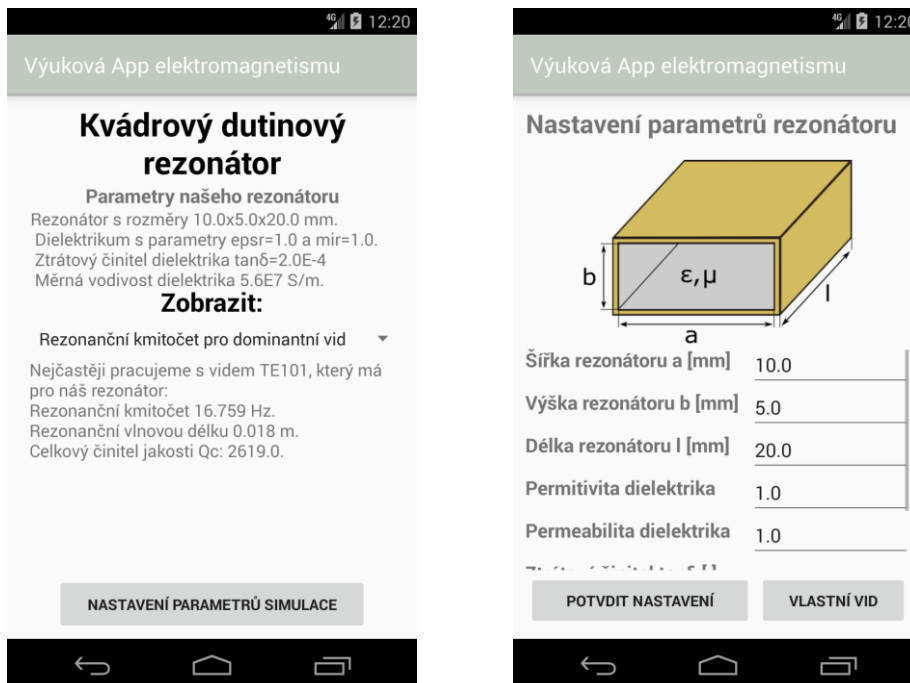 4G 12:20
Výuková App elektromagnetismu
Kvádrový dutinový
rezonátor
Parametry našeho rezonátoru
Rezonátor s rozměry 10.0x5.0x20.0 mm.
Dielektrikum s parametry epsr=1.0 a mir=1.0.
Ztrátový činitel dielektrika tanδ=2.0E-4
Měrná vodivost dielektrika 5.6E7 S/m.
Zobrazit:
Rezonanční kmitočet pro dominantní vid
Nejčastěji pracujeme s videm TE101, který má
pro náš rezonátor:
Rezonanční kmitočet 16.759 Hz.
Rezonanční vlnovou délku 0.018 m.
Celkový činitel jakosti Qc: 2619.0.
NASTAVENÍ PARAMETRŮ SIMULACE
4G 12:20
Výuková App elektromagnetismu
Nastavení parametrů rezonátoru
b
ε,μ
l
a
Šířka rezonátoru a [mm] 10.0
Výška rezonátoru b [mm] 5.0
Délka rezonátoru l [mm] 20.0
Permitivita dielektrika 1.0
Permeabilita dielektrika 1.0
POTVDIT NASTAVENÍ
VLASTNÍ VID